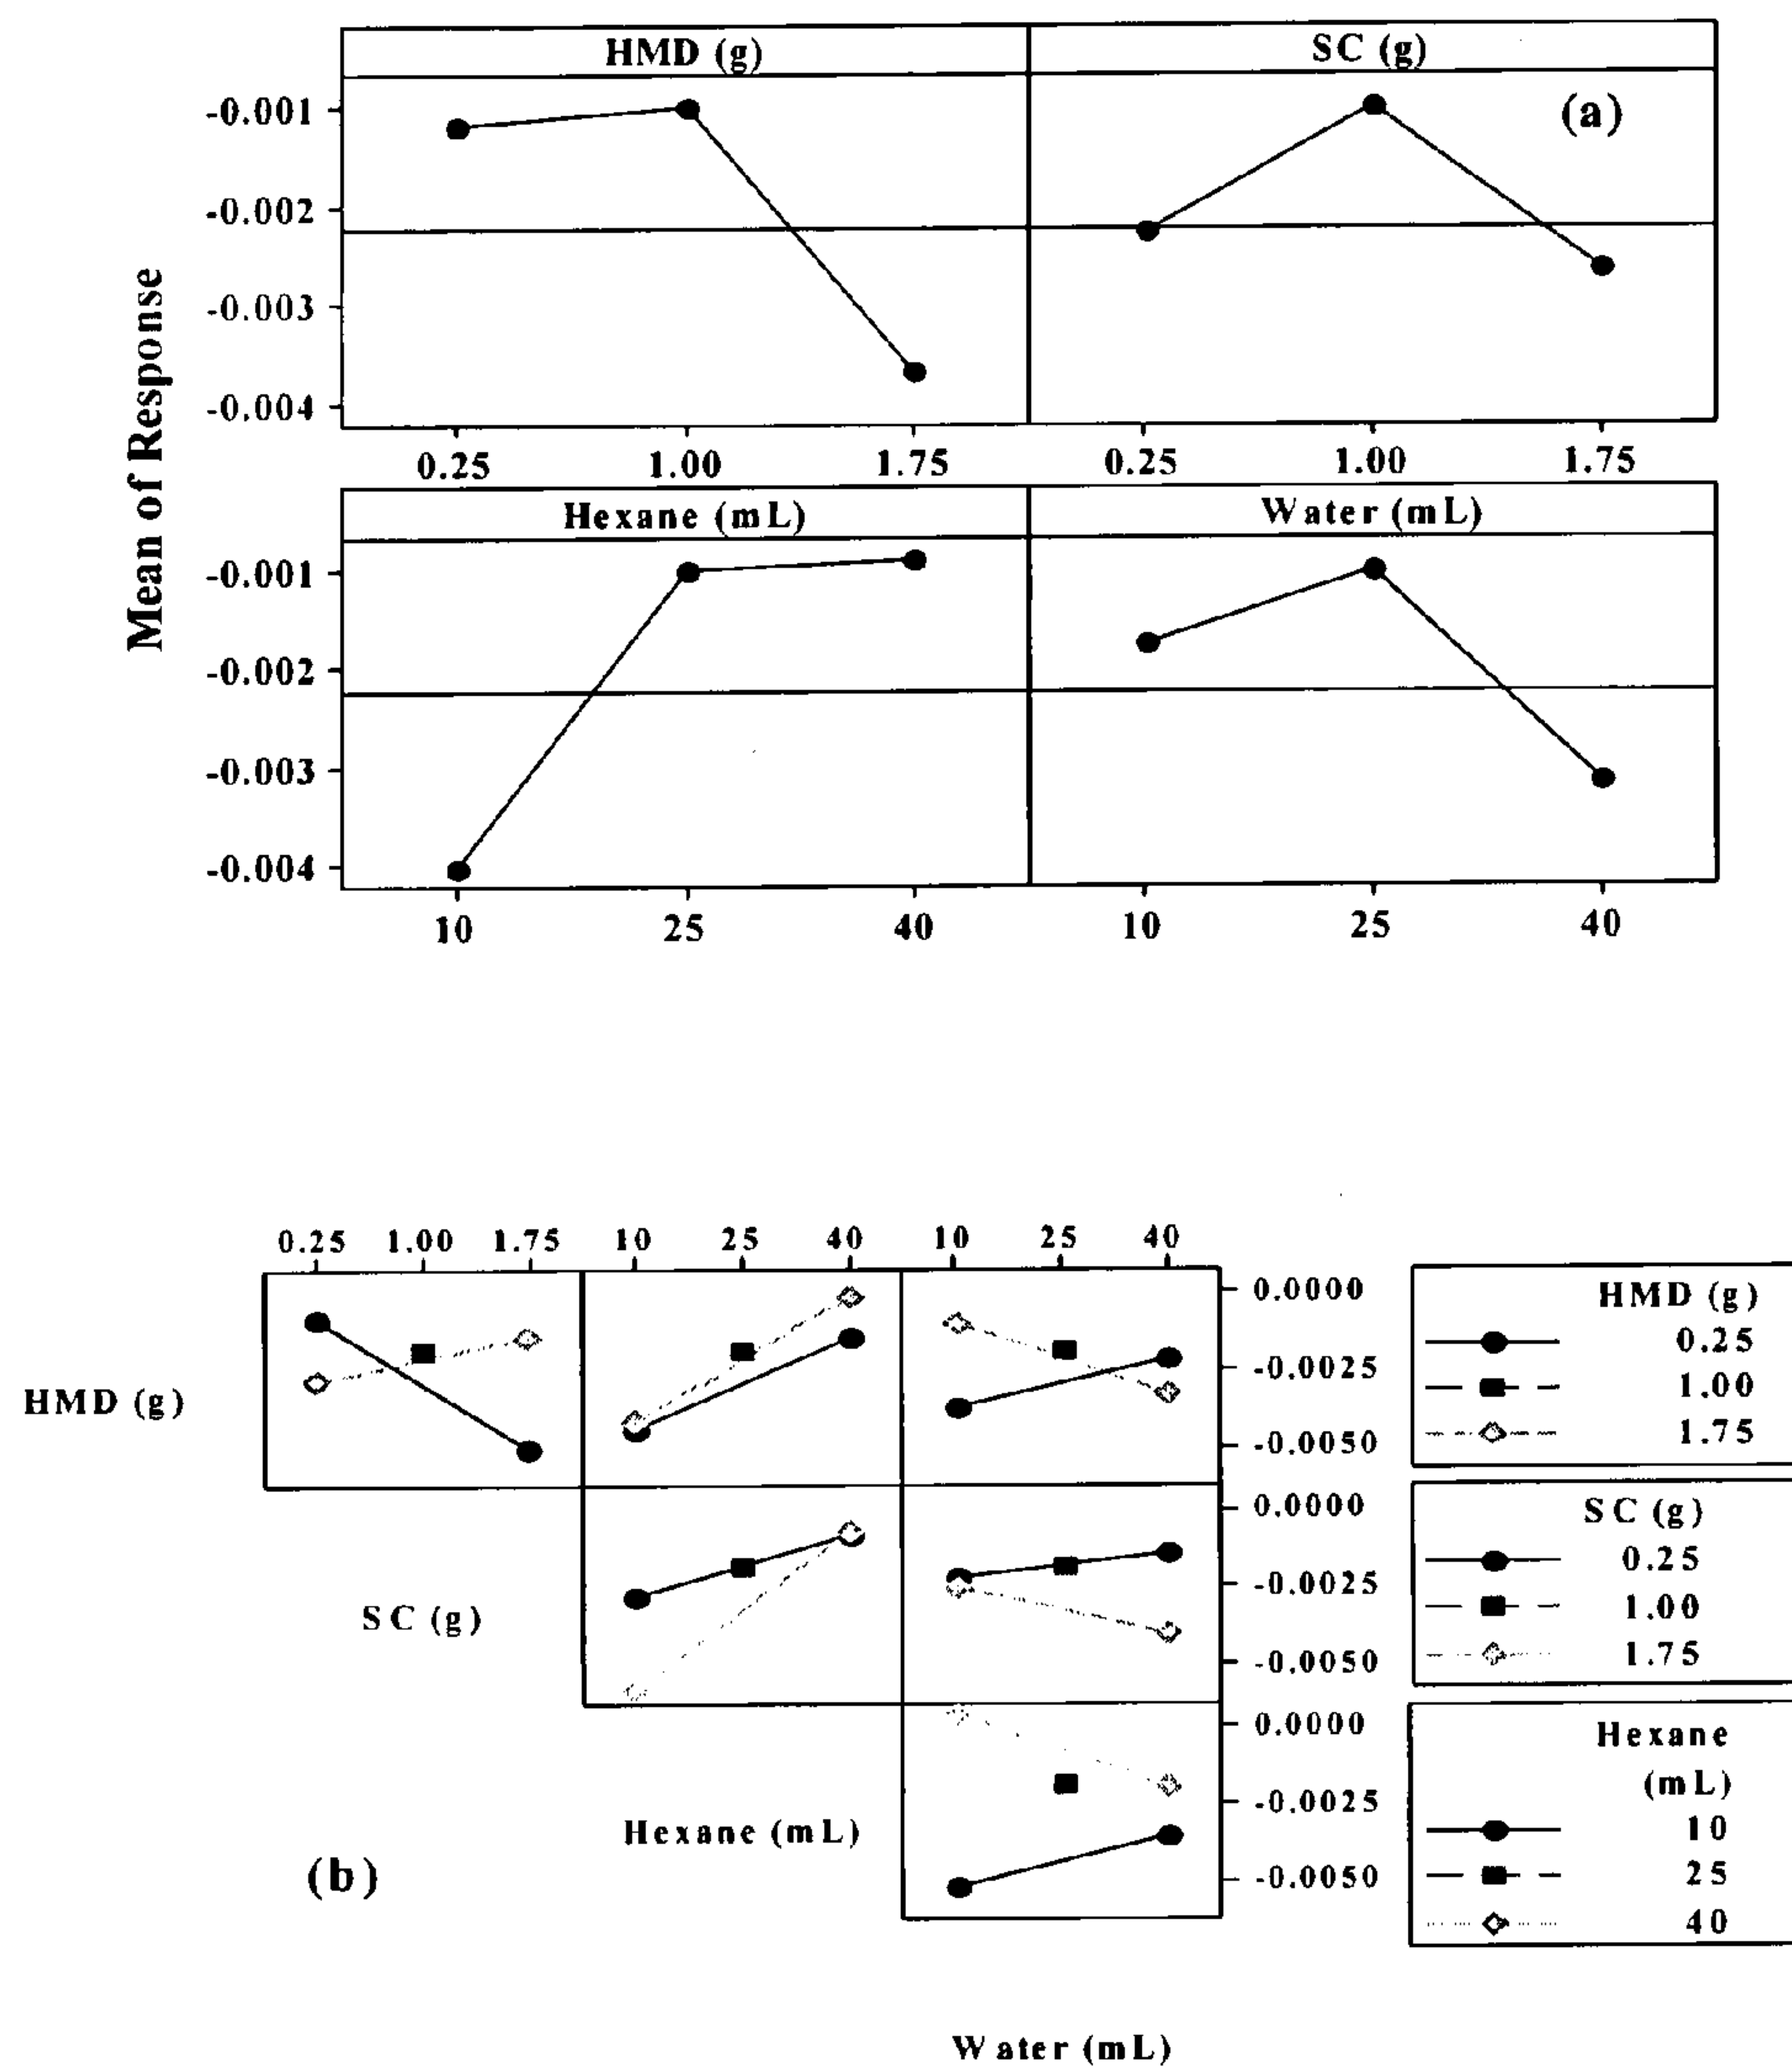 HMD (g) SC (g)
(a)
Mean of Response
-0.001
-0.002
-0.003
-0.004
0.25 1.00 1.75 0.25 1.00 1.75
Hexane (mL) Water (mL)
-0.001
-0.002
-0.003
-0.004
10 25 40 10 25 40
0.25 1.00 1.75 10 25 40 10 25 40
HMD (g)
0.0000
-0.0025
-0.0050
HMD (g)
0.25
1.00
1.75
SC (g)
0.0000
-0.0025
-0.0050
SC (g)
0.25
1.00
1.75
Hexane (mL)
0.0000
-0.0025
-0.0050
Hexane
(mL)
10
25
40
(b)
Water (mL)